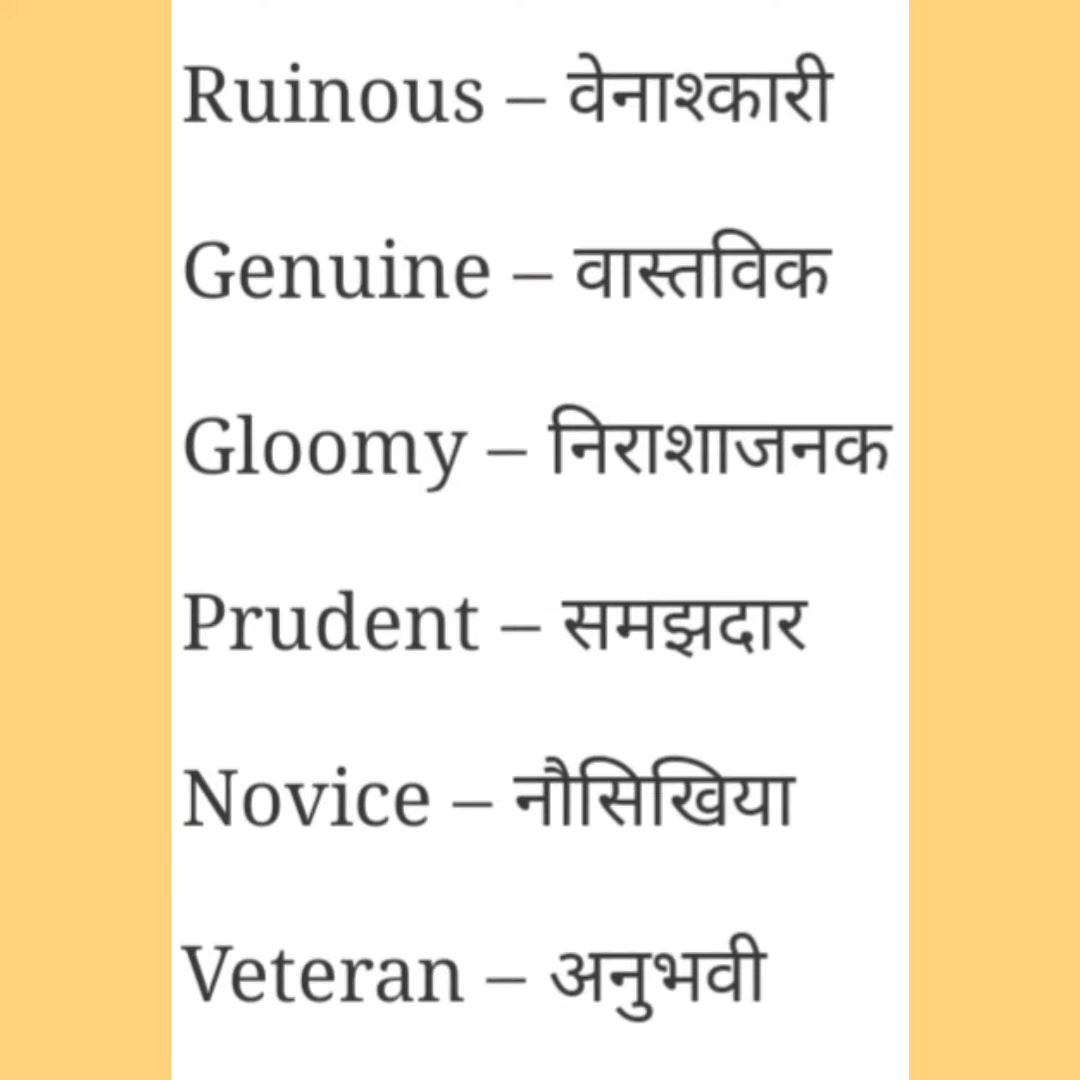 Ruinous – वेनाश्कारी
Genuine – वास्तविक
Gloomy – निराशाजनक
Prudent – समझदार
Novice – नौसिखिया
Veteran – अनुभवी